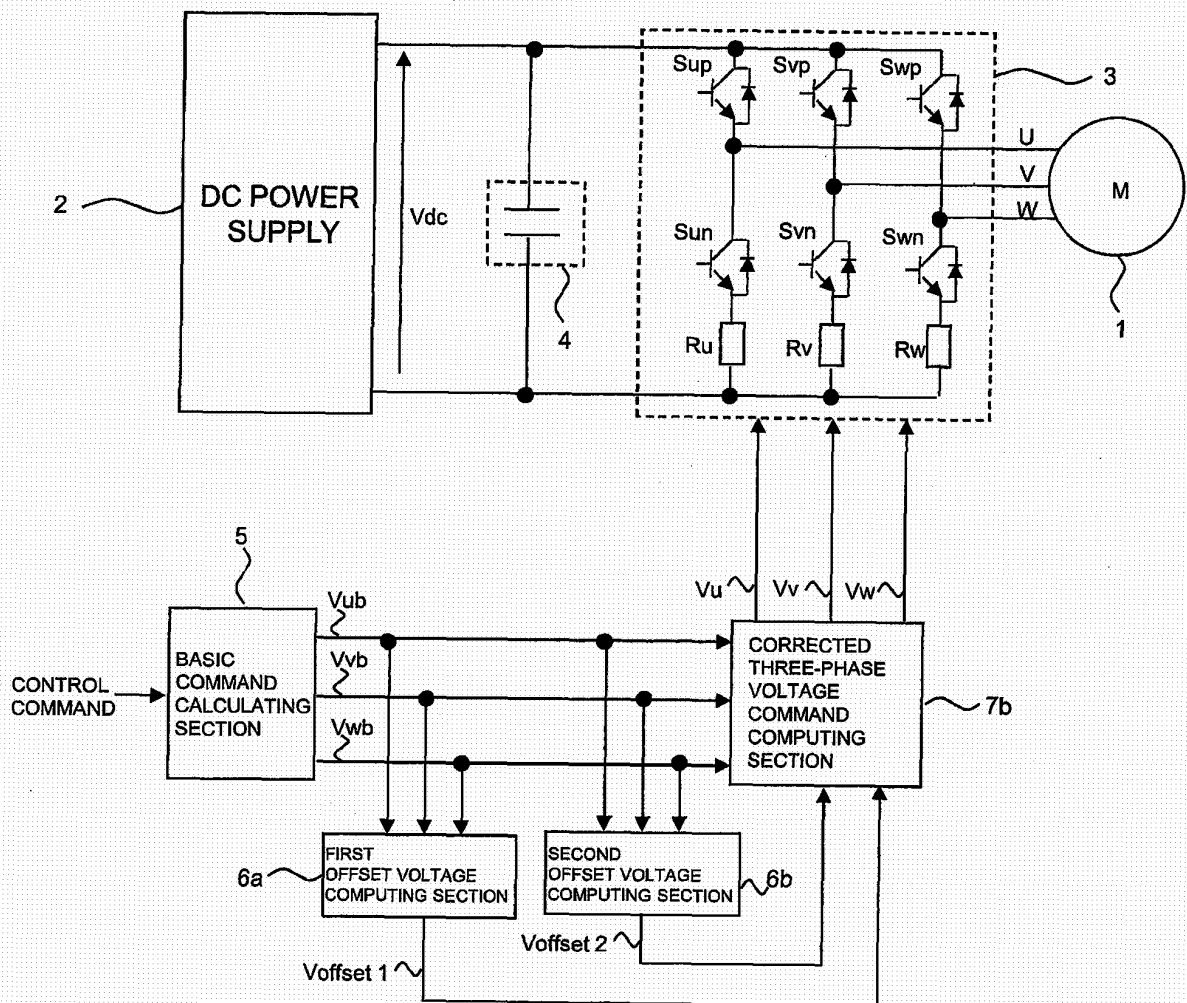 2
DC POWER
SUPPLY
Vdc
4
Sup
Svp
Swp
3
U
V
W
M
1
Sun
Svn
Swn
Ru
Rv
Rw
5
CONTROL
COMMAND
BASIC
COMMAND
CALCULATING
SECTION
Vub
Vvb
Vwb
Vu
Vv
Vw
CORRECTED
THREE-PHASE
VOLTAGE
COMMAND
COMPUTING
SECTION
7b
6a
FIRST
OFFSET VOLTAGE
COMPUTING SECTION
SECOND
OFFSET VOLTAGE
COMPUTING SECTION
6b
Voffset 2
Voffset 1